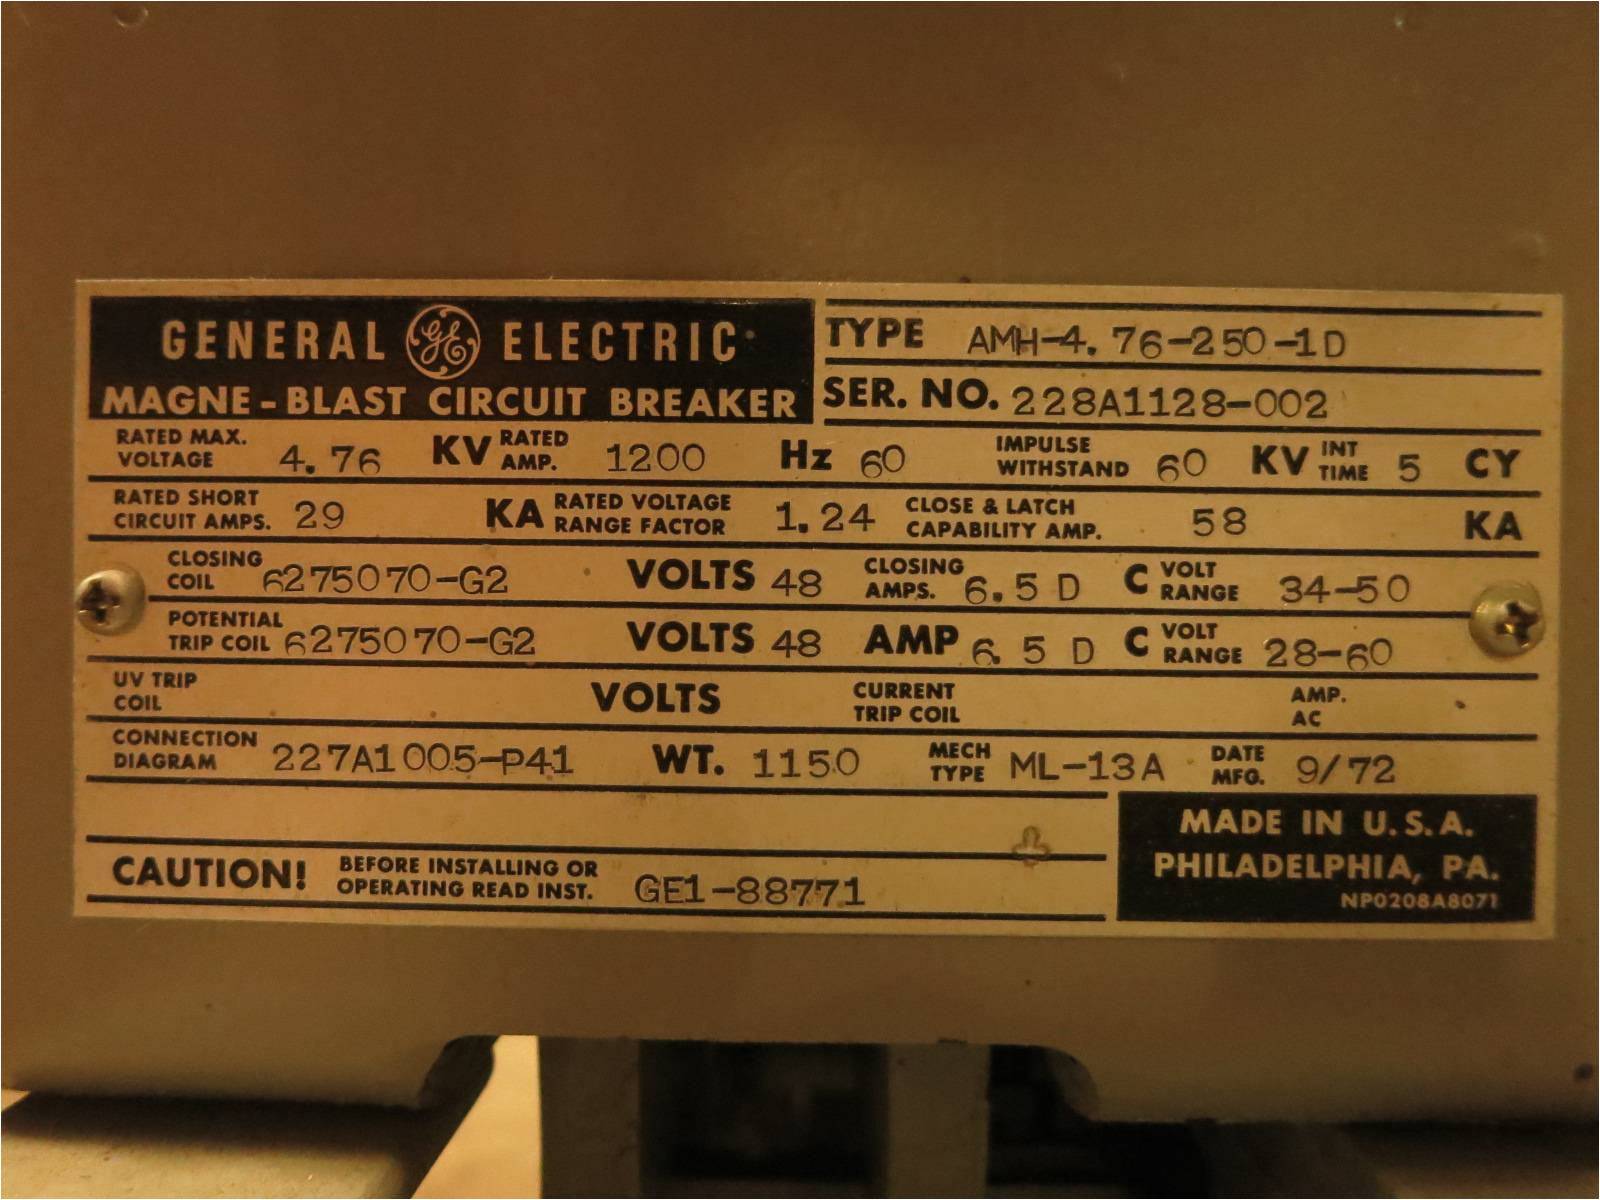 GENERAL GE ELECTRIC
MAGNE-BLAST CIRCUIT BREAKER
TYPE AMH-4.76-250-1D
SER. NO. 228A1128-002
RATED MAX. VOLTAGE 4.76 KV RATED AMP. 1200 Hz 60 IMPULSE WITHSTAND 60 KV INT TIME 5 CY
RATED SHORT CIRCUIT AMPS. 29 KA RATED VOLTAGE RANGE FACTOR 1.24 CLOSE & LATCH CAPABILITY AMP. 58 KA
CLOSING COIL 6275070-G2 VOLTS 48 CLOSING AMPS. 6.5 D C VOLT RANGE 34-50
POTENTIAL TRIP COIL 6275070-G2 VOLTS 48 AMP 6.5 D C VOLT RANGE 28-60
UV TRIP COIL VOLTS CURRENT TRIP COIL AMP. AC
CONNECTION DIAGRAM 227A1005-P41 WT. 1150 MECH TYPE ML-13A DATE MFG. 9/72
CAUTION! BEFORE INSTALLING OR OPERATING READ INST. GE1-88771
MADE IN U.S.A.
PHILADELPHIA, PA.
NP0208A8071